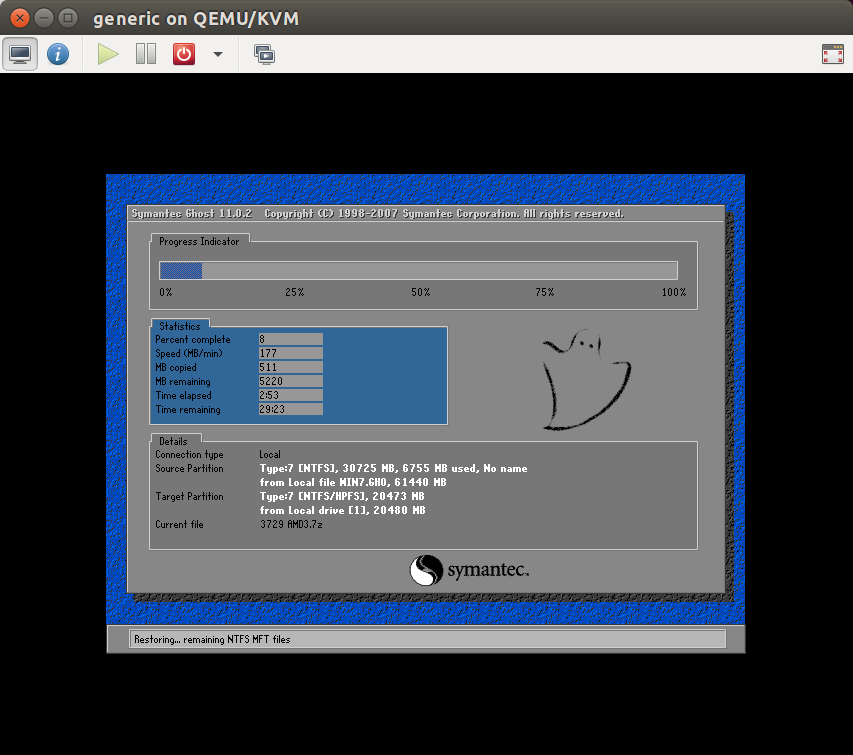 generic on QEMU/KVM
Symantec Ghost 11.0.2 Copyright (C) 1998-2007 Symantec Corporation. All rights reserved.
Progress Indicator
0% 25% 50% 75% 100%
Statistics
Percent complete 8
Speed (MB/min) 177
MB copied 511
MB remaining 5220
Time elapsed 2:53
Time remaining 29:23
Details
Connection type Local
Source Partition Type:7 [NTFS], 30725 MB, 6755 MB used, No name
from Local file WIN7.GHO, 61440 MB
Target Partition Type:7 [NTFS/HPFS], 20473 MB
from Local drive [1], 20480 MB
Current file 3729 AMD3.7z
symantec.
Restoring... remaining NTFS MFT files